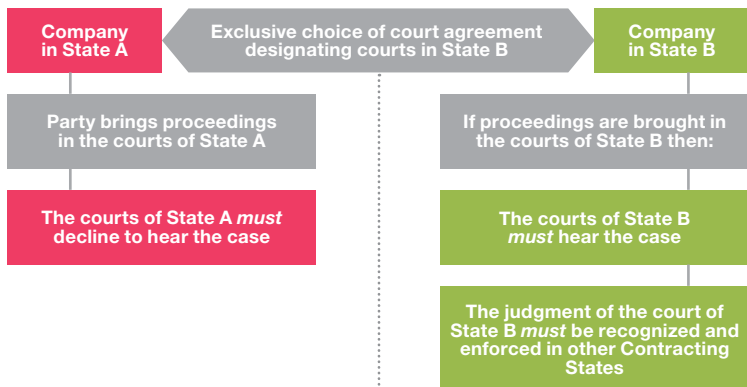 Company
in State A
Exclusive choice of court agreement
designating courts in State B
Company
in State B
Party brings proceedings
in the courts of State A
The courts of State A must
decline to hear the case
If proceedings are brought in
the courts of State B then:
The courts of State B
must hear the case
The judgment of the court of
State B must be recognized and
enforced in other Contracting
States